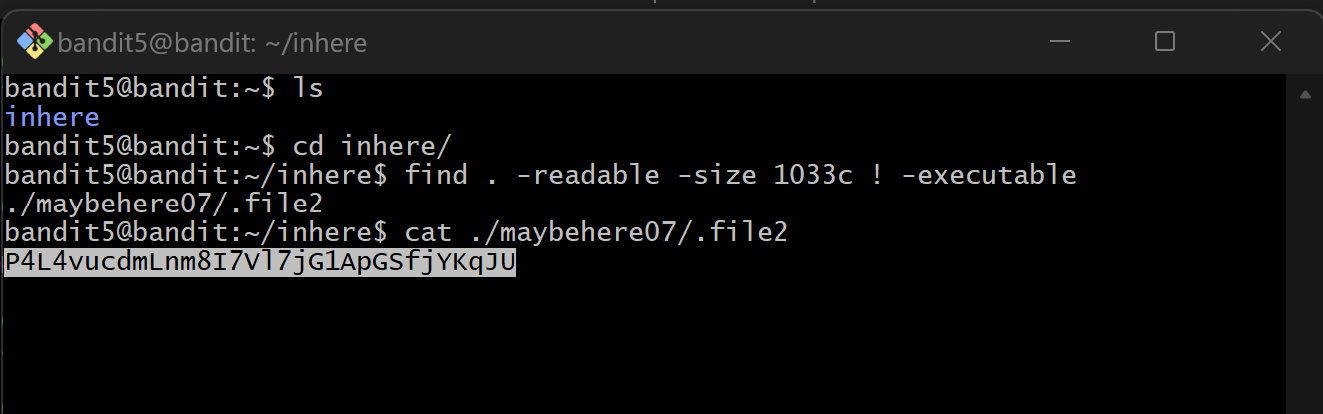 bandit5@bandit: ~/inhere
bandit5@bandit:~$ ls
inhere
bandit5@bandit:~$ cd inhere/
bandit5@bandit:~/inhere$ find . -readable -size 1033c ! -executable
./maybehere07/.file2
bandit5@bandit:~/inhere$ cat ./maybehere07/.file2
P4L4vucdmLnm8I7Vl7jG1ApGSfjYKqJU